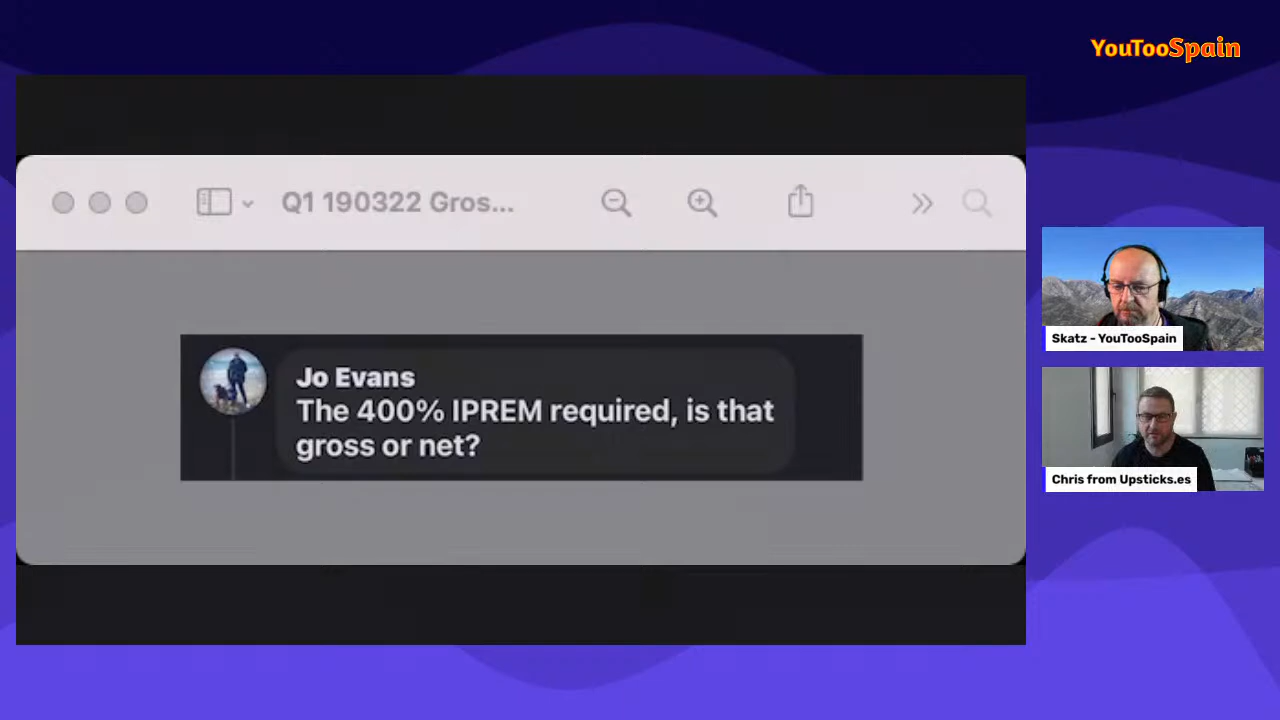 YouTooSpain
Q1 190322 Gros...
Jo Evans
The 400% IPREM required, is that
gross or net?
Skatz - YouTooSpain
Chris from Upsticks.es